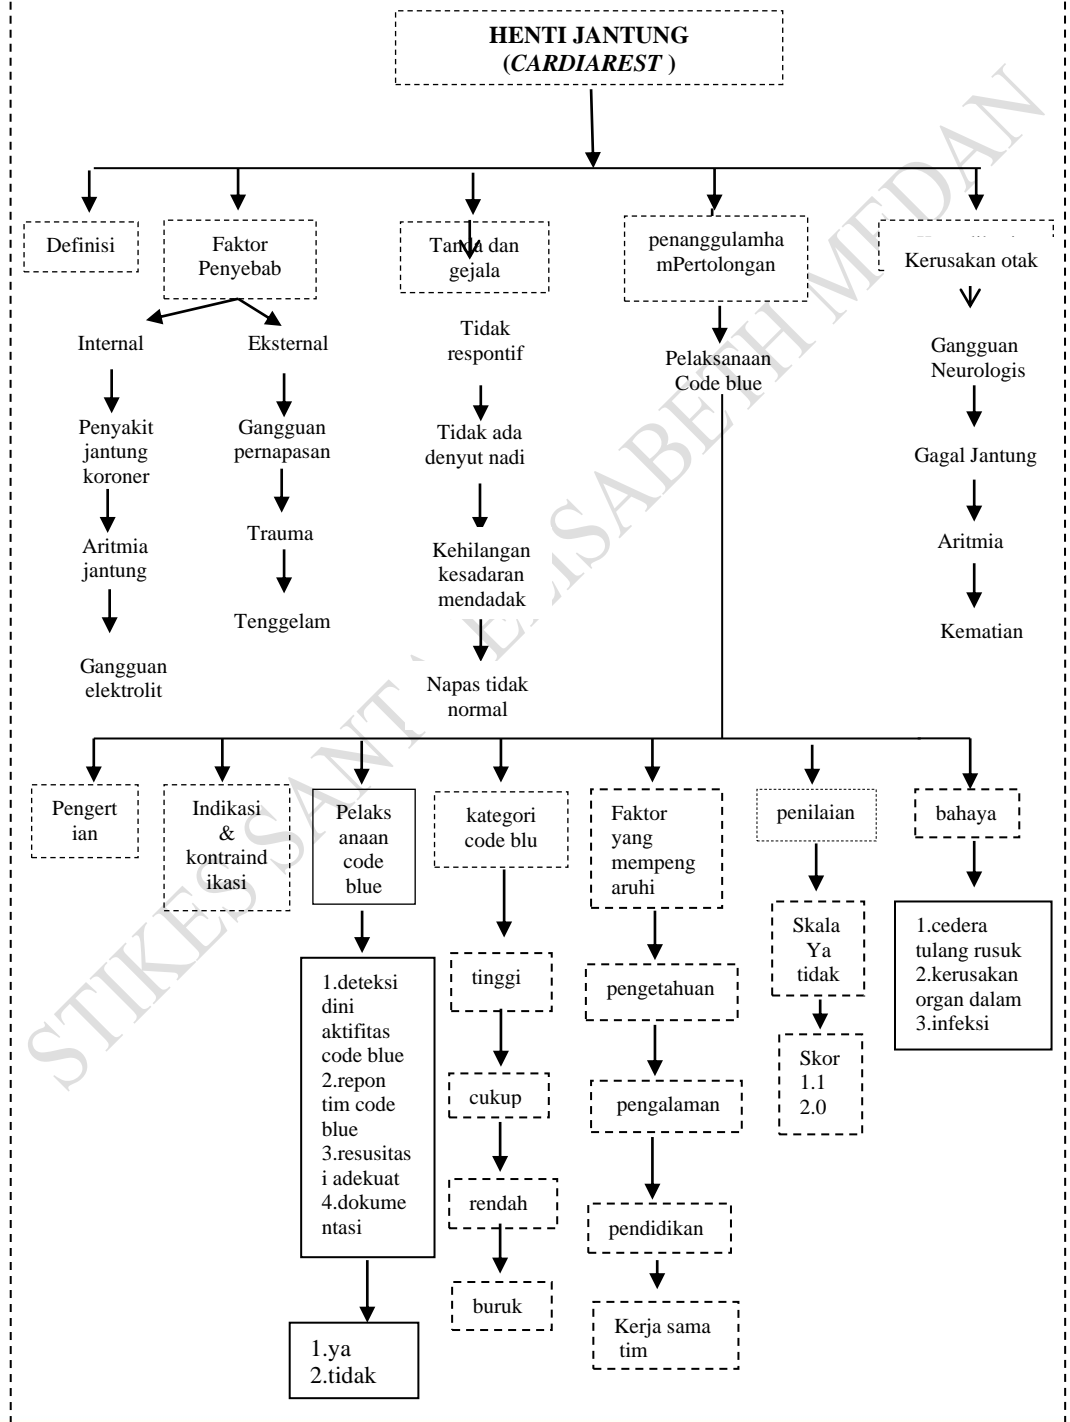 HENTI JANTUNG
(CARDIAREST )
Definisi
Faktor
Penyebab
Tanda dan
gejala
penanggulamha
mPertolongan
Kerusakan otak
Internal
Eksternal
Tidak
respontif
Pelaksanaan
Code blue
Gangguan
Neurologis
Penyakit
jantung
koroner
Gangguan
pernapasan
Tidak ada
denyut nadi
Gagal Jantung
Aritmia
jantung
Trauma
Kehilangan
kesadaran
mendadak
Aritmia
Gangguan
elektrolit
Tenggelam
Napas tidak
normal
Kematian
Pengert
ian
Indikasi
&
kontraind
ikasi
Pelaks
anaan
code
blue
kategori
code blu
Faktor
yang
mempeng
aruhi
penilaian
bahaya
1.deteksi
dini
aktifitas
code blue
2.repon
tim code
blue
3.resusitas
i adekuat
4.dokume
ntasi
1.ya
2.tidak
tinggi
cukup
rendah
buruk
pengetahuan
pengalaman
pendidikan
Kerja sama
tim
Skala
Ya
tidak
Skor
1.1
2.0
1.cedera
tulang rusuk
2.kerusakan
organ dalam
3.infeksi
STIKES SANTA ELISABETH MEDAN